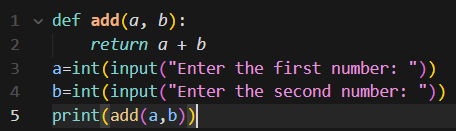 1 def add(a, b):
2     return a + b
3 a=int(input("Enter the first number: "))
4 b=int(input("Enter the second number: "))
5 print(add(a,b))